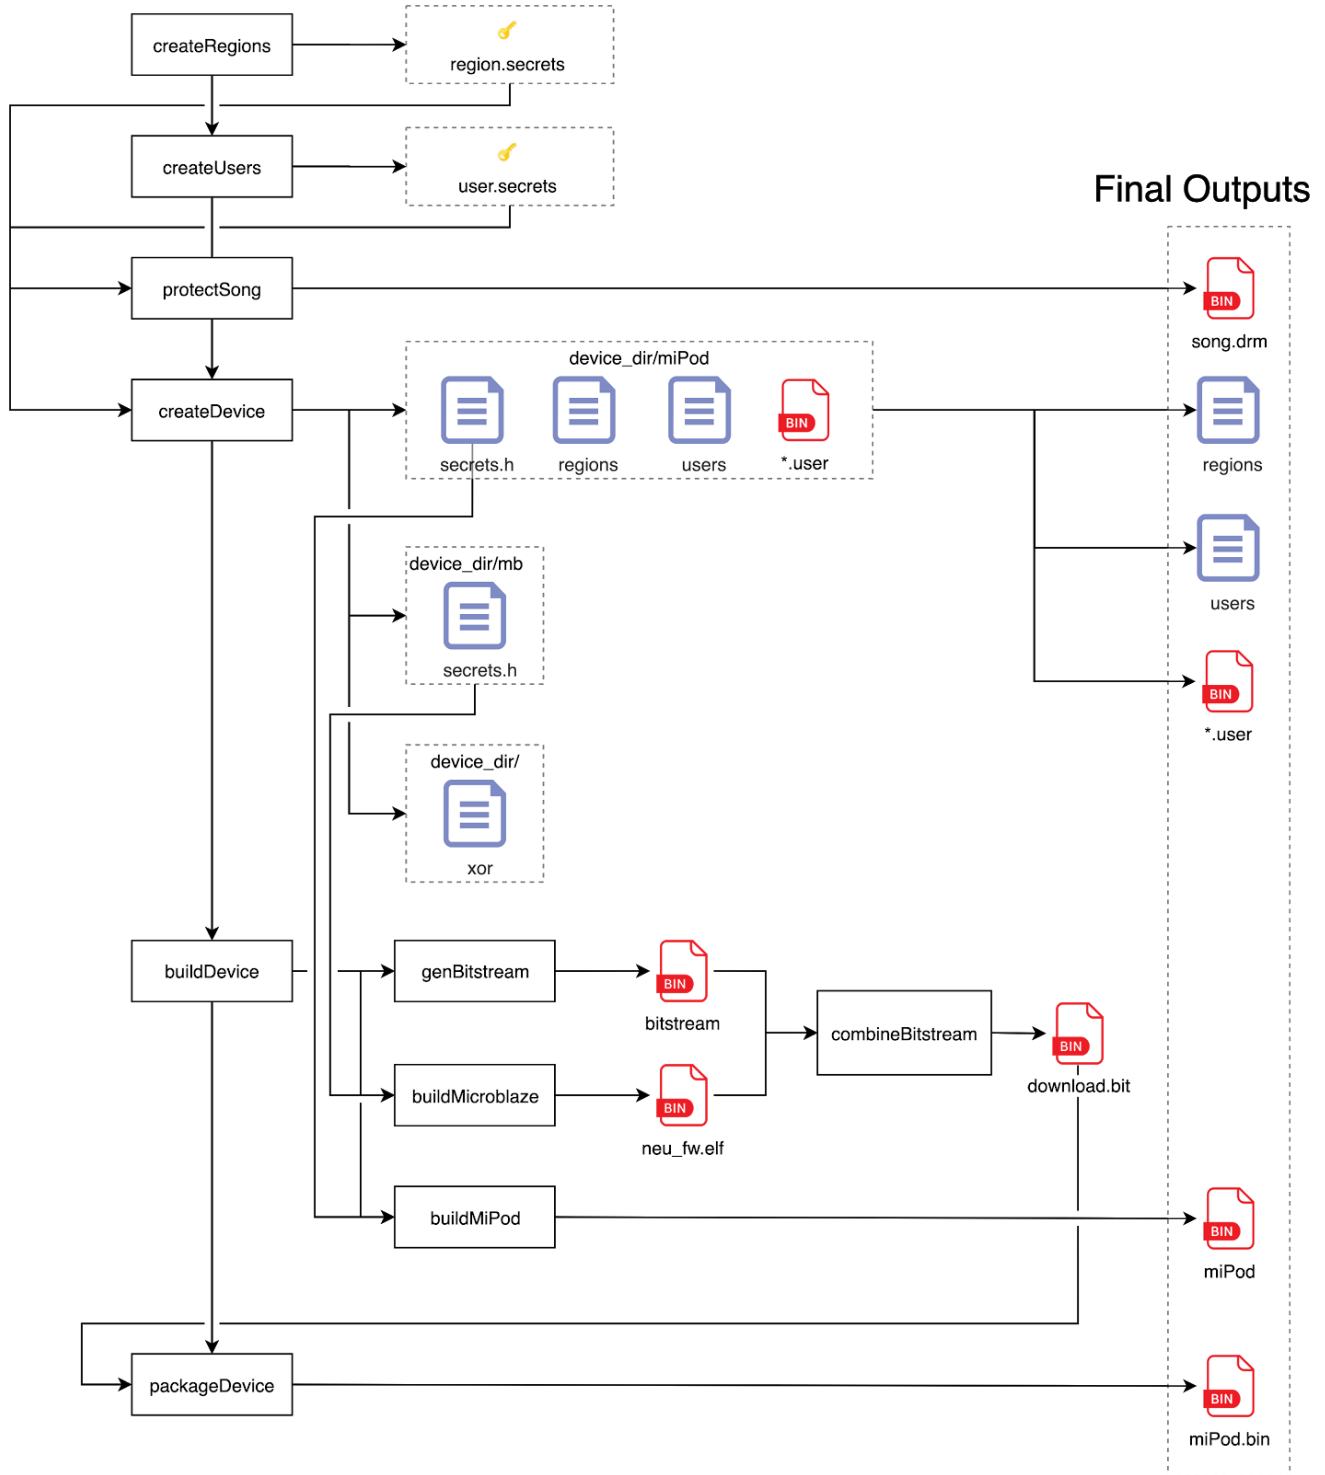 createRegions
region.secrets
createUsers
user.secrets
Final Outputs
protectSong
BIN
song.drm
createDevice
device_dir/miPod
secrets.h
regions
users
BIN
*.user
regions
users
device_dir/mb
secrets.h
BIN
*.user
device_dir/
xor
buildDevice
genBitstream
BIN
bitstream
combineBitstream
BIN
download.bit
buildMicroblaze
BIN
neu_fw.elf
buildMiPod
BIN
miPod
packageDevice
BIN
miPod.bin